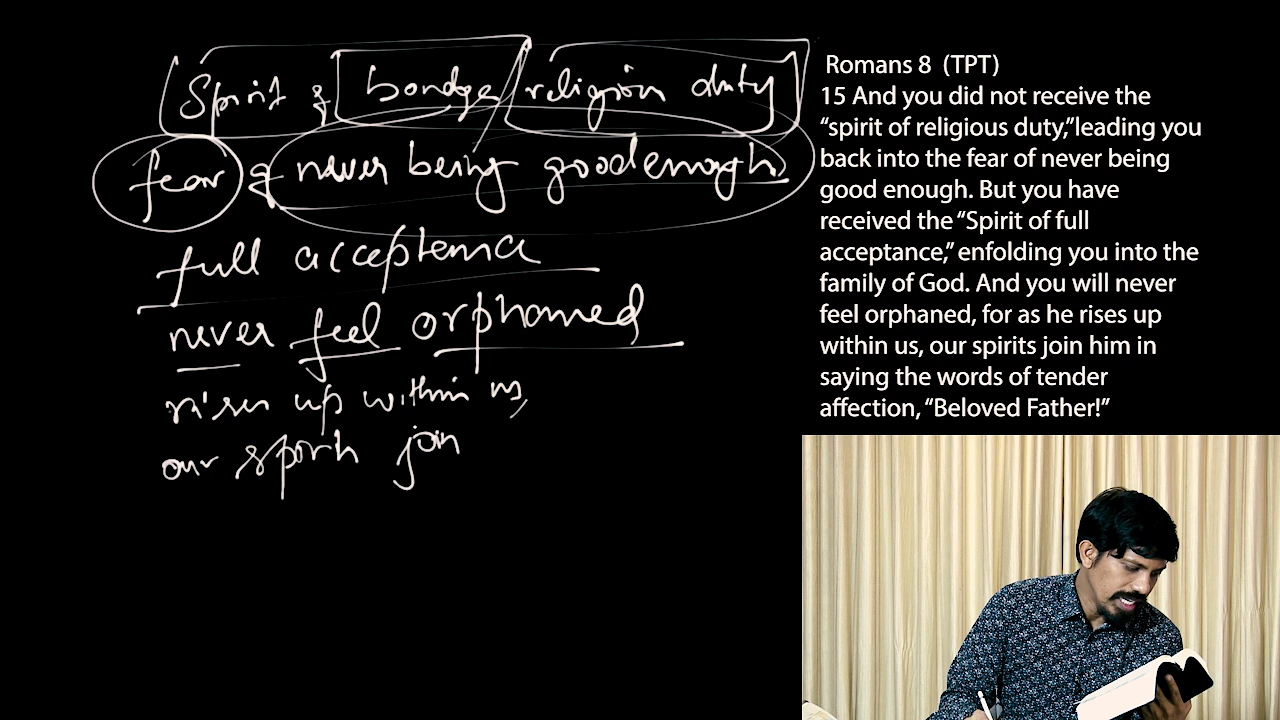 Spirit of bondage religion duty
fear of never being good enough
full acceptena
never feel orphaned
rises up within us,
our spirit join
Romans 8 (TPT)
15 And you did not receive the
“spirit of religious duty,”leading you
back into the fear of never being
good enough. But you have
received the “Spirit of full
acceptance,” enfolding you into the
family of God. And you will never
feel orphaned, for as he rises up
within us, our spirits join him in
saying the words of tender
affection, “Beloved Father!”